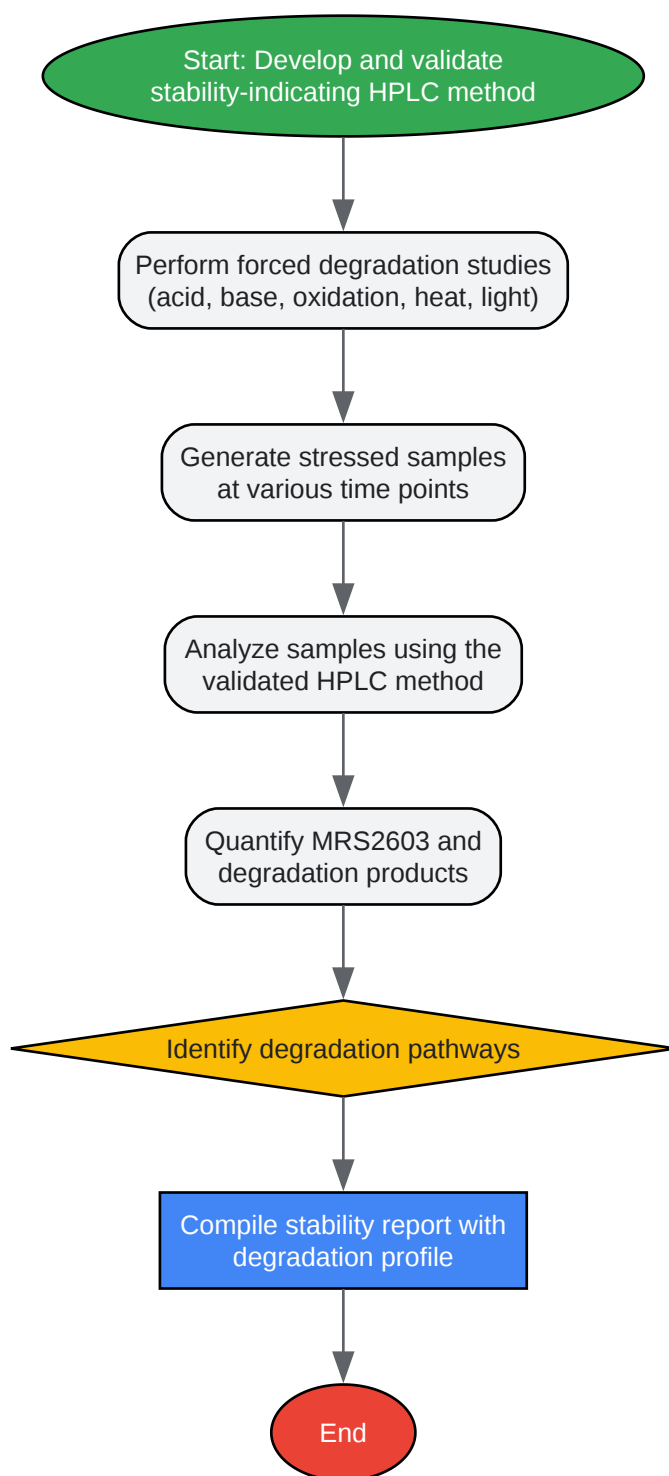 Start: Develop and validate
stability-indicating HPLC method
Perform forced degradation studies
(acid, base, oxidation, heat, light)
Generate stressed samples
at various time points
Analyze samples using the
validated HPLC method
Quantify MRS2603 and
degradation products
Identify degradation pathways
Compile stability report with
degradation profile
End